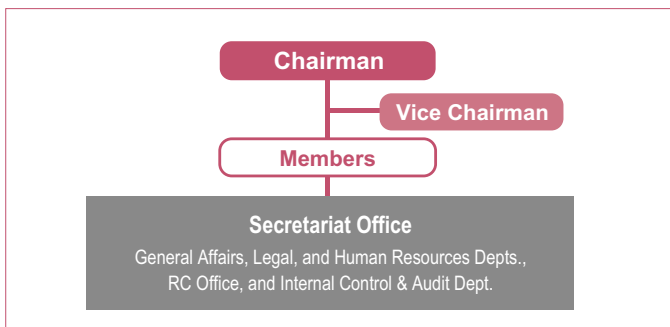 Chairman
Vice Chairman
Members
Secretariat Office
General Affairs, Legal, and Human Resources Depts.,
RC Office, and Internal Control & Audit Dept.